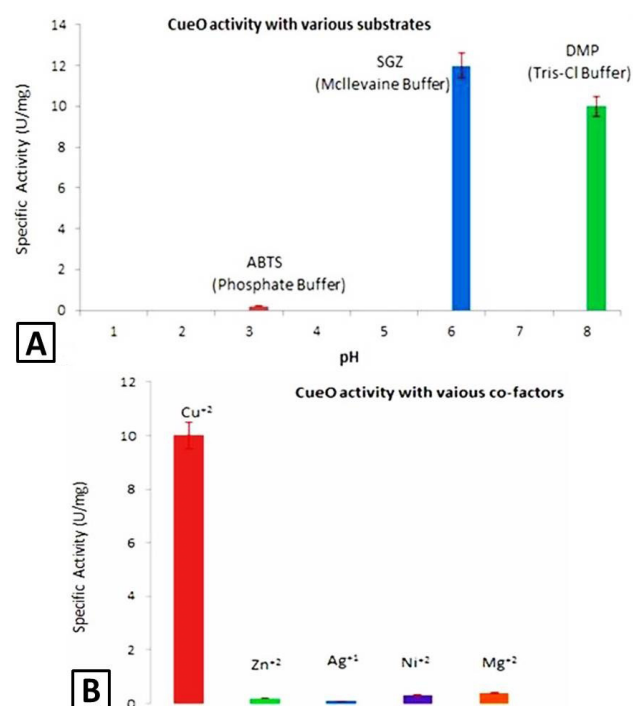 CueO activity with various substrates
Specific Activity (U/mg)
14
12
10
8
6
4
2
0
ABTS
(Phosphate Buffer)
SGZ
(McIlevaine Buffer)
DMP
(Tris-Cl Buffer)
1 2 3 4 5 6 7 8
pH
A
CueO activity with vaious co-factors
Specific Activity (U/mg)
12
10
8
6
4
2
0
Cu+2
Zn+2
Ag+1
Ni+2
Mg+2
B